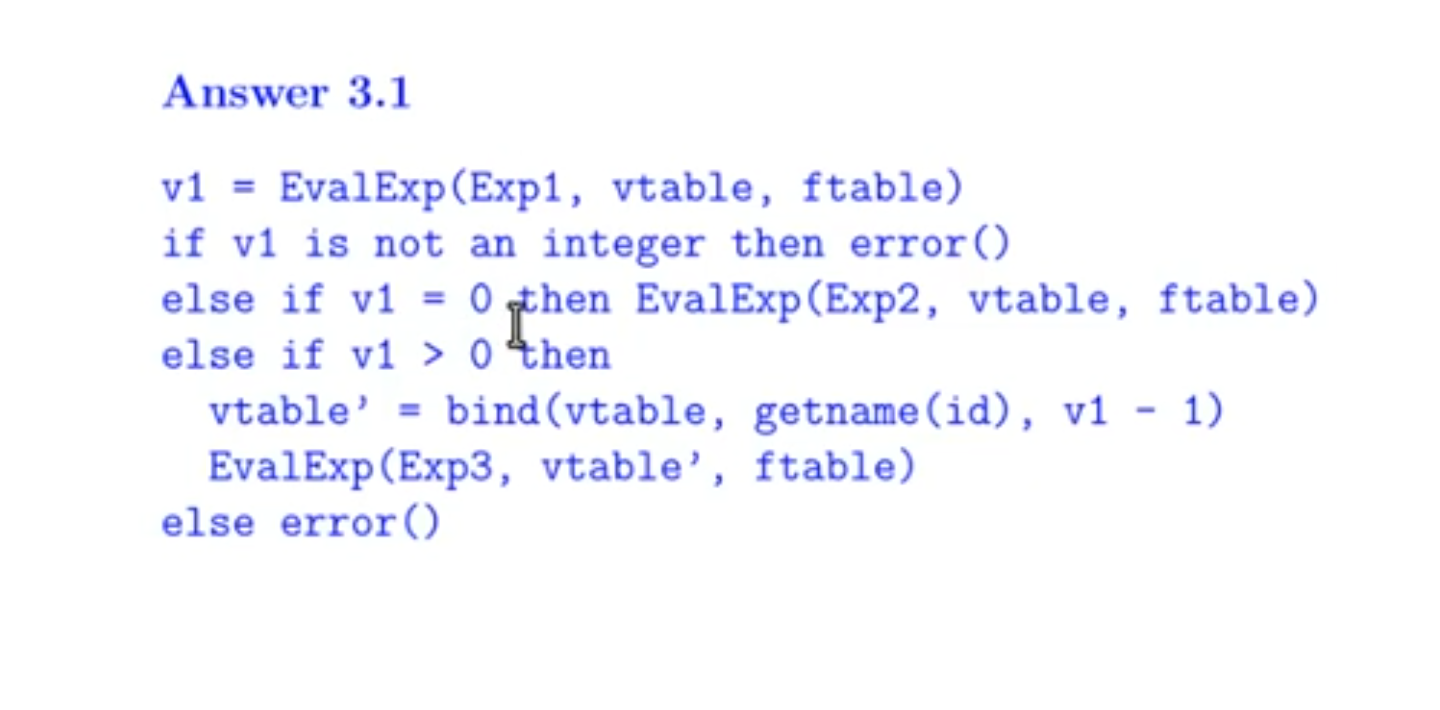 Answer 3.1
v1 = EvalExp(Exp1, vtable, ftable)
if v1 is not an integer then error()
else if v1 = 0 then EvalExp(Exp2, vtable, ftable)
else if v1 > 0 then
  vtable’ = bind(vtable, getname(id), v1 - 1)
  EvalExp(Exp3, vtable’, ftable)
else error()